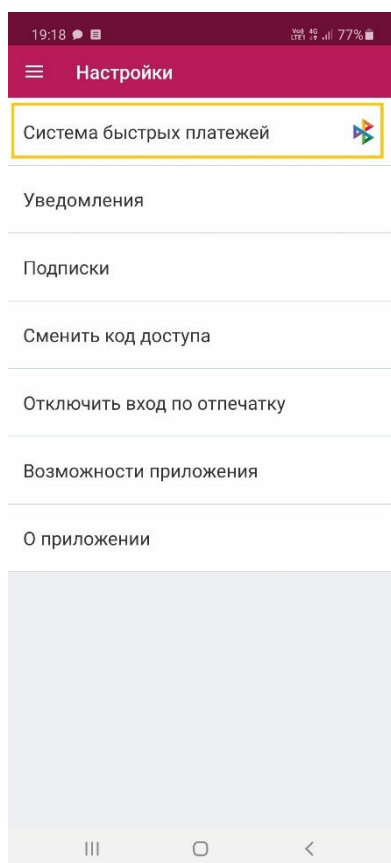 19:18 77%
Настройки
Система быстрых платежей
Уведомления
Подписки
Сменить код доступа
Отключить вход по отпечатку
Возможности приложения
О приложении